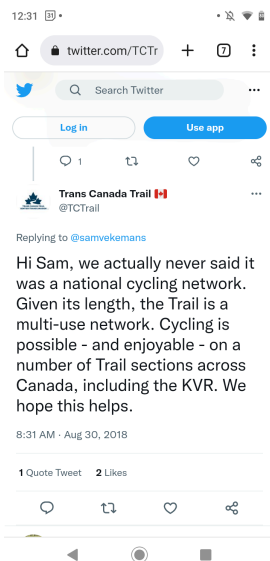 12:31 31
twitter.com/TCTr 7
Search Twitter
Log in Use app
1
Trans Canada Trail
@TCTrail
Replying to @samvekemans
Hi Sam, we actually never said it
was a national cycling network.
Given its length, the Trail is a
multi-use network. Cycling is
possible - and enjoyable - on a
number of Trail sections across
Canada, including the KVR. We
hope this helps.
8:31 AM · Aug 30, 2018
1 Quote Tweet 2 Likes